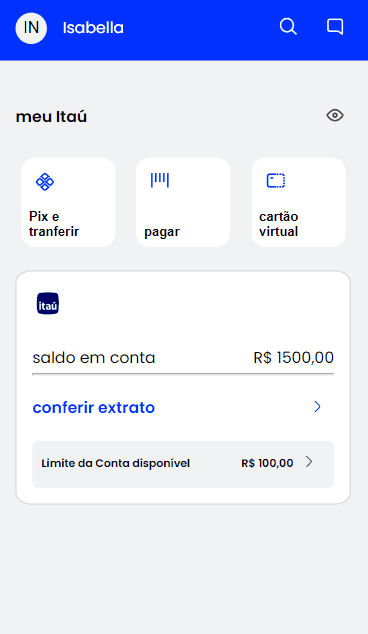 IN Isabella
meu Itaú
Pix e
tranferir
pagar
cartão
virtual
itaú
saldo em conta R$ 1500,00
conferir extrato
Limite da Conta disponível R$ 100,00